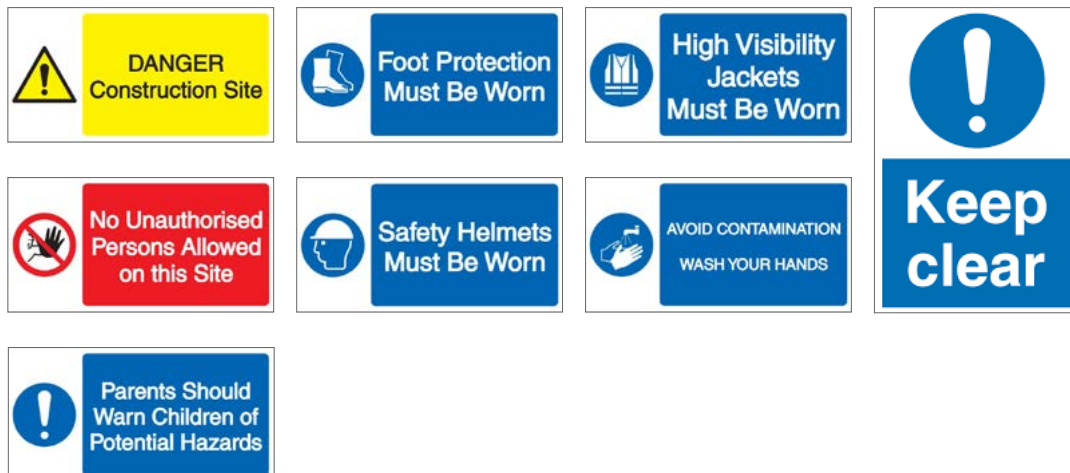 DANGER
Construction Site
Foot Protection
Must Be Worn
High Visibility
Jackets
Must Be Worn
Keep
clear
No Unauthorised
Persons Allowed
on this Site
Safety Helmets
Must Be Worn
AVOID CONTAMINATION
WASH YOUR HANDS
Parents Should
Warn Children of
Potential Hazards